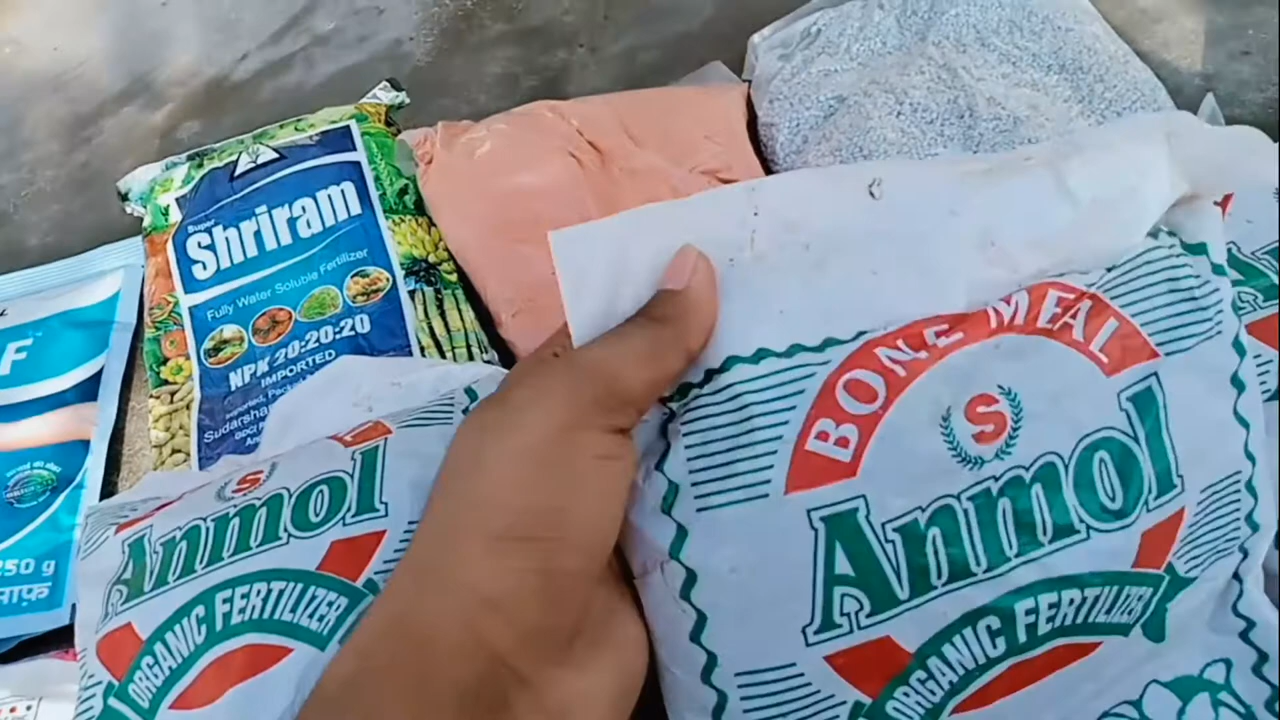 F
250 g
साफ़
Super
Shriram
Fully Water Soluble Fertilizer
NPK 20:20:20
IMPORTED
Sudarshan
S
Anmol
ORGANIC FERTILIZER
BONE MEAL
S
Anmol
ORGANIC FERTILIZER